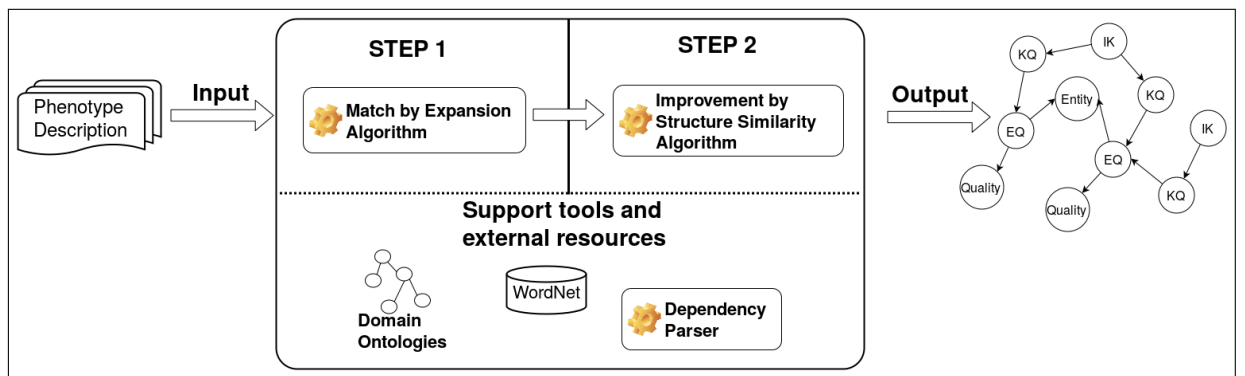 Phenotype
Description
Input
STEP 1
Match by Expansion
Algorithm
STEP 2
Improvement by
Structure Similarity
Algorithm
Support tools and
external resources
Domain
Ontologies
WordNet
Dependency
Parser
Output
IK
KQ
KQ
Entity
EQ
IK
EQ
Quality
KQ
Quality